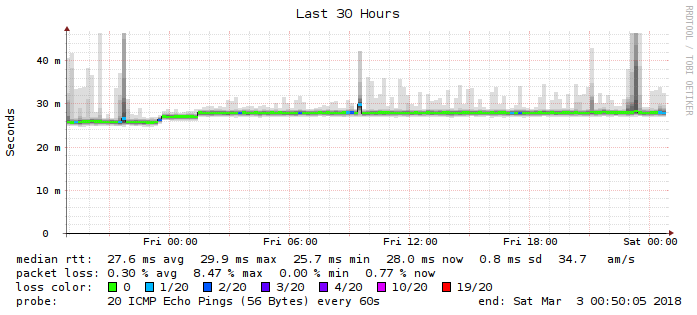 Last 30 Hours
RRDTOOL / TOBI OETIKER
Seconds
40 m
30 m
20 m
10 m
0
Fri 00:00 Fri 06:00 Fri 12:00 Fri 18:00 Sat 00:00
median rtt: 27.6 ms avg 29.9 ms max 25.7 ms min 28.0 ms now 0.8 ms sd 34.7 am/s
packet loss: 0.30 % avg 8.47 % max 0.00 % min 0.77 % now
loss color: 0 1/20 2/20 3/20 4/20 10/20 19/20
probe: 20 ICMP Echo Pings (56 Bytes) every 60s end: Sat Mar 3 00:50:05 2018